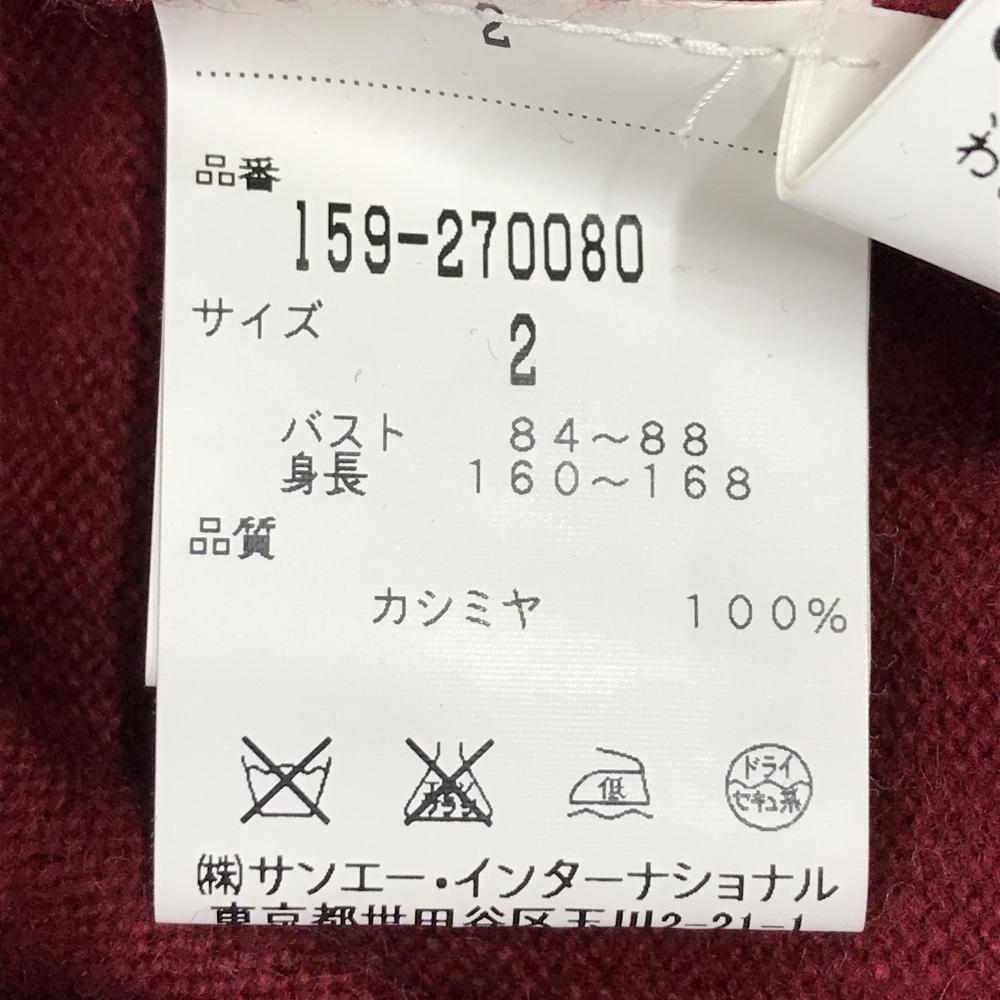 2
品番
159-270080
サイズ
2
バスト 84～88
身長 160～168
品質
カシミヤ 100%
低
ドライ
セキュ系
㈱サンエー・インターナショナル
東京都世田谷区玉川2-21-1